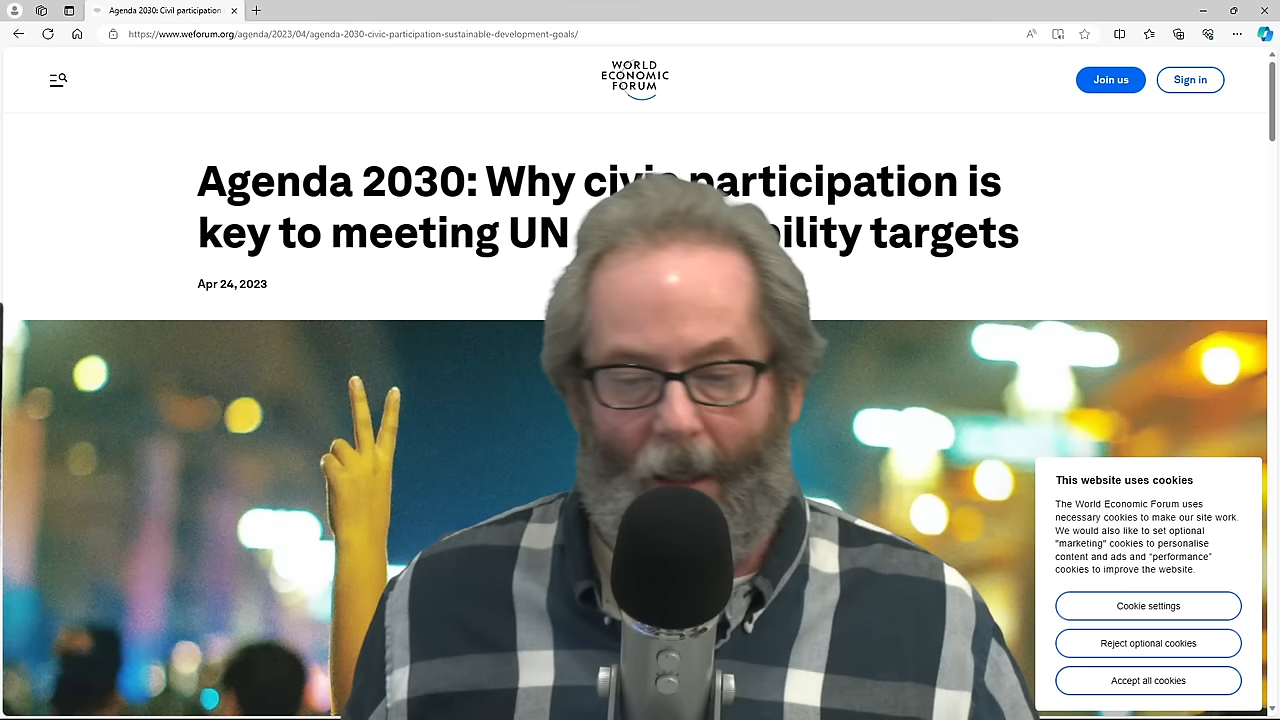 Agenda 2030: Civil participation
https://www.weforum.org/agenda/2023/04/agenda-2030-civic-participation-sustainable-development-goals/
WORLD
ECONOMIC
FORUM
Join us
Sign in
Agenda 2030: Why civic participation is
key to meeting UN ility targets
Apr 24, 2023
This website uses cookies
The World Economic Forum uses
necessary cookies to make our site work.
We would also like to set optional
"marketing" cookies to personalise
content and ads and "performance"
cookies to improve the website.
Cookie settings
Reject optional cookies
Accept all cookies